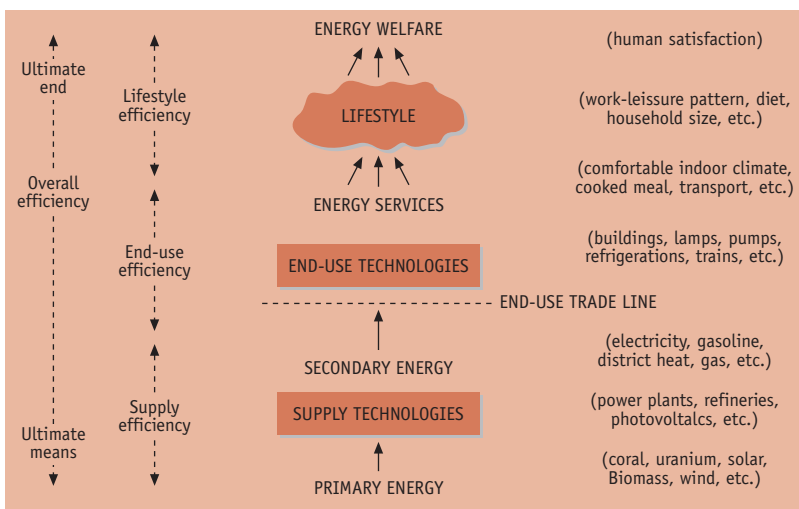 ENERGY WELFARE
(human satisfaction)
Ultimate
end
Lifestyle
efficiency
LIFESTYLE
(work-leissure pattern, diet,
household size, etc.)
Overall
efficiency
ENERGY SERVICES
(comfortable indoor climate,
cooked meal, transport, etc.)
End-use
efficiency
END-USE TECHNOLOGIES
(buildings, lamps, pumps,
refrigerations, trains, etc.)
END-USE TRADE LINE
SECONDARY ENERGY
(electricity, gasoline,
district heat, gas, etc.)
Supply
efficiency
SUPPLY TECHNOLOGIES
(power plants, refineries,
photovoltalcs, etc.)
Ultimate
means
PRIMARY ENERGY
(coral, uranium, solar,
Biomass, wind, etc.)